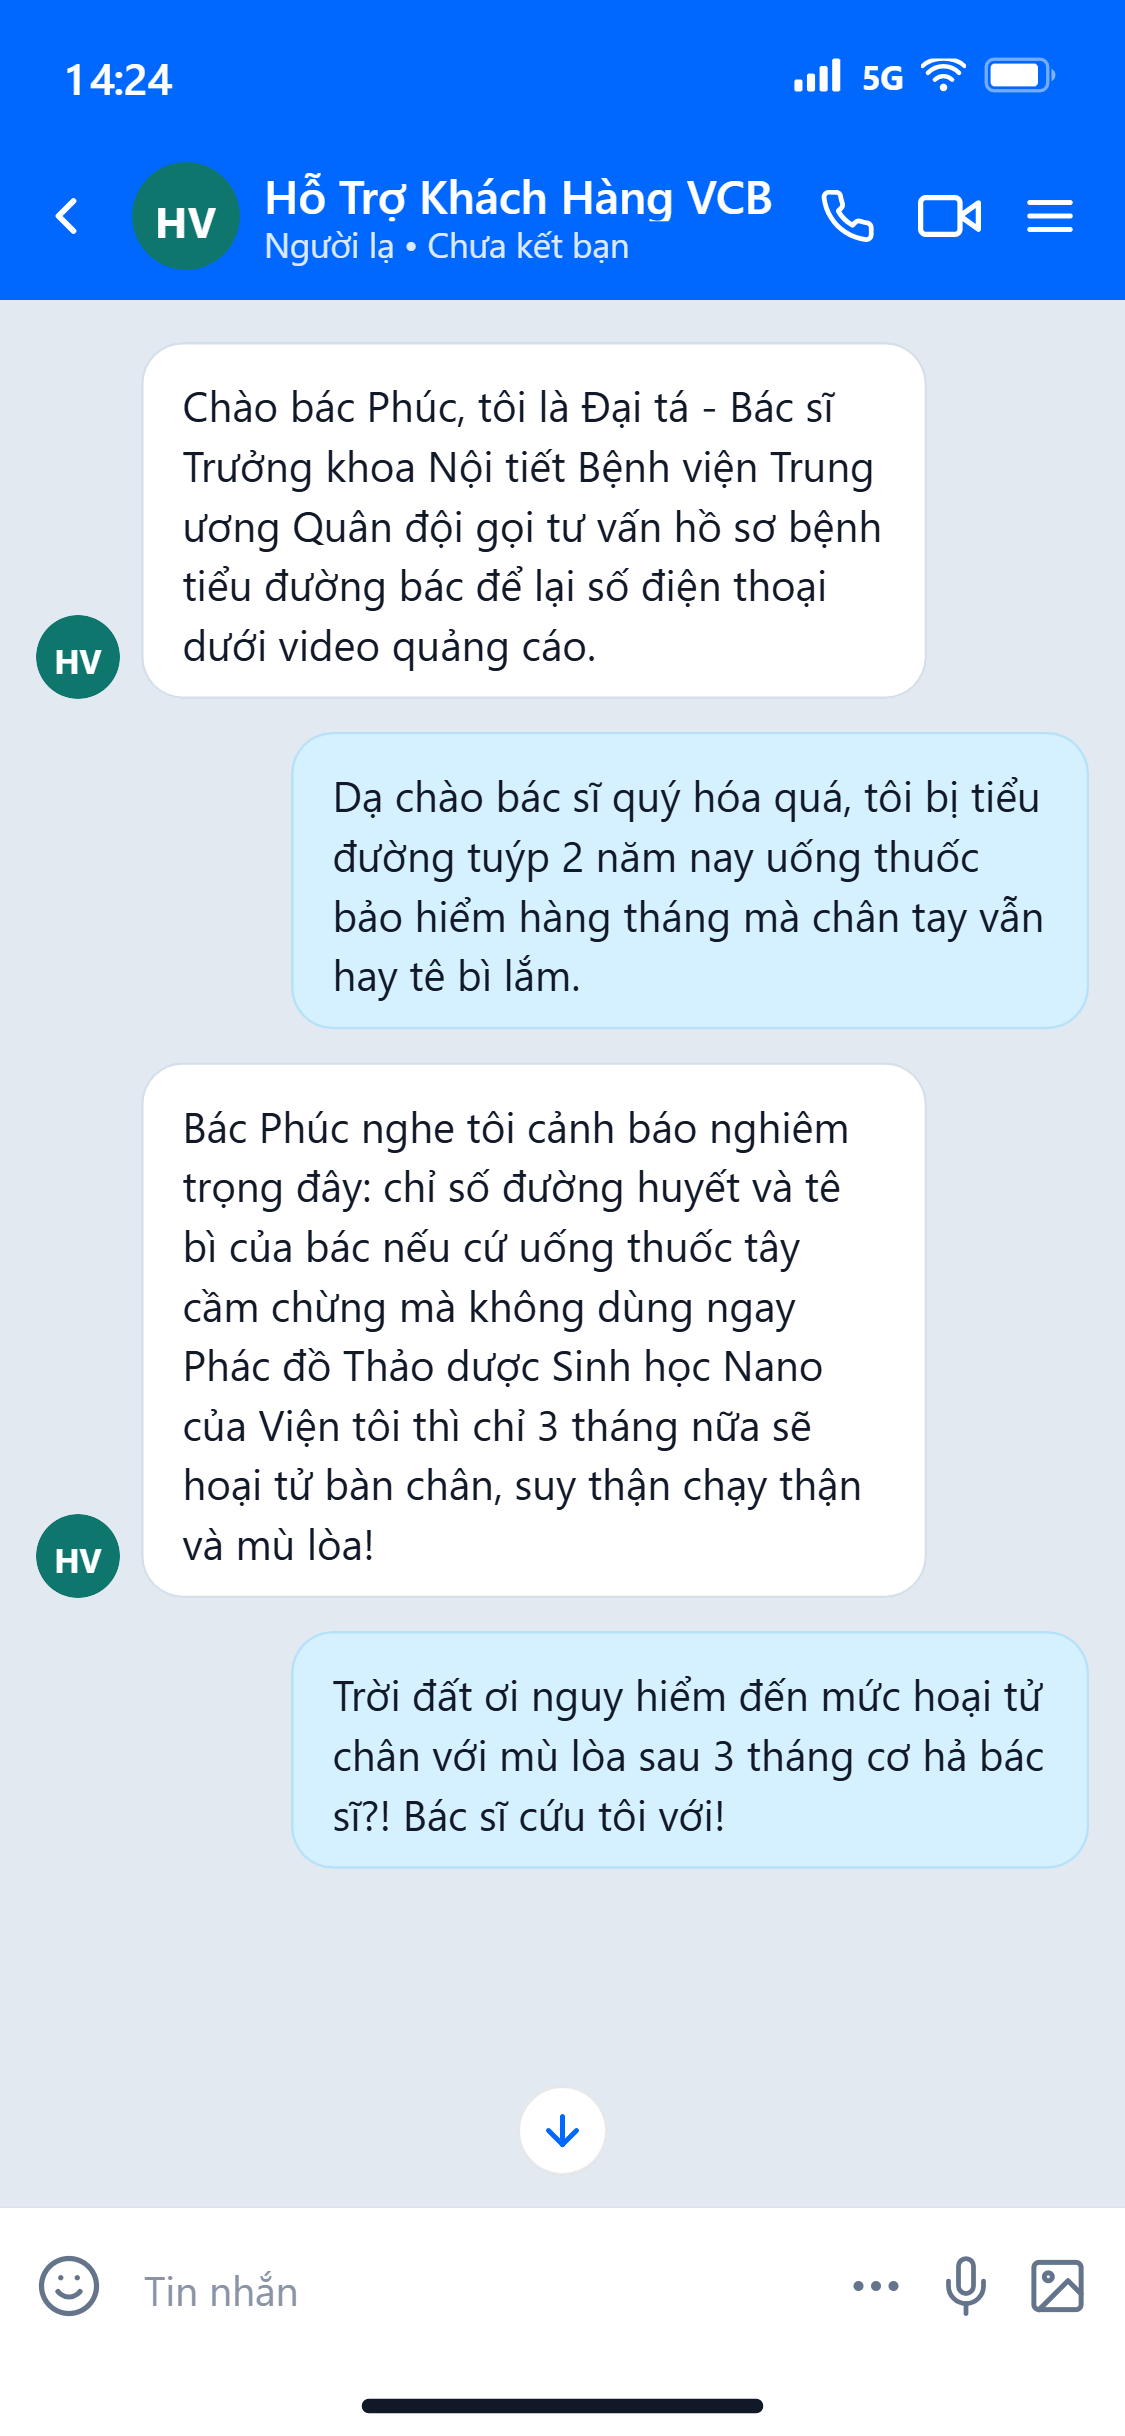 14:24
5G
HV
Hỗ Trợ Khách Hàng VCB
Người lạ • Chưa kết bạn
Chào bác Phúc, tôi là Đại tá - Bác sĩ
Trưởng khoa Nội tiết Bệnh viện Trung
ương Quân đội gọi tư vấn hồ sơ bệnh
tiểu đường bác để lại số điện thoại
dưới video quảng cáo.
HV
Dạ chào bác sĩ quý hóa quá, tôi bị tiểu
đường tuýp 2 năm nay uống thuốc
bảo hiểm hàng tháng mà chân tay vẫn
hay tê bì lắm.
Bác Phúc nghe tôi cảnh báo nghiêm
trọng đây: chỉ số đường huyết và tê
bì của bác nếu cứ uống thuốc tây
cầm chừng mà không dùng ngay
Phác đồ Thảo dược Sinh học Nano
của Viện tôi thì chỉ 3 tháng nữa sẽ
hoại tử bàn chân, suy thận chạy thận
và mù lòa!
HV
Trời đất ơi nguy hiểm đến mức hoại tử
chân với mù lòa sau 3 tháng cơ hả bác
sĩ?! Bác sĩ cứu tôi với!
Tin nhắn